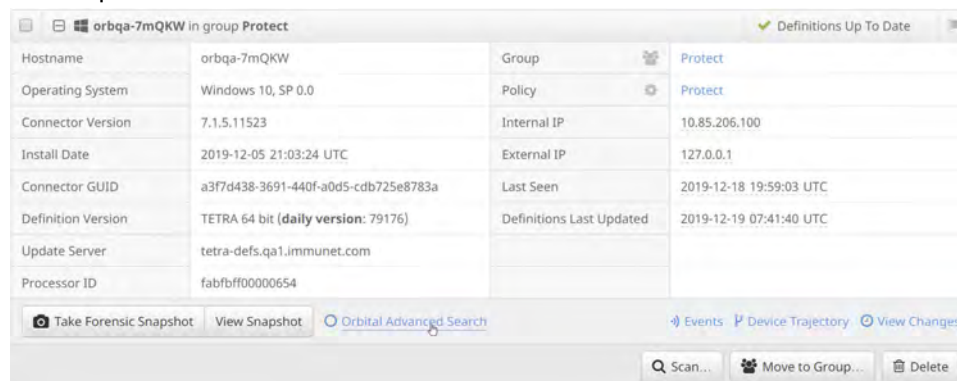 orbqa-7mQKW in group Protect Definitions Up To Date
Hostname orbqa-7mQKW Group Protect
Operating System Windows 10, SP 0.0 Policy Protect
Connector Version 7.1.5.11523 Internal IP 10.85.206.100
Install Date 2019-12-05 21:03:24 UTC External IP 127.0.0.1
Connector GUID a3f7d438-3691-440f-a0d5-cdb725e8783a Last Seen 2019-12-18 19:59:03 UTC
Definition Version TETRA 64 bit (daily version: 79176) Definitions Last Updated 2019-12-19 07:41:40 UTC
Update Server tetra-defs.qa1.immunet.com
Processor ID fabfbff00000654
Take Forensic Snapshot View Snapshot Orbital Advanced Search Events Device Trajectory View Changes
Scan... Move to Group... Delete